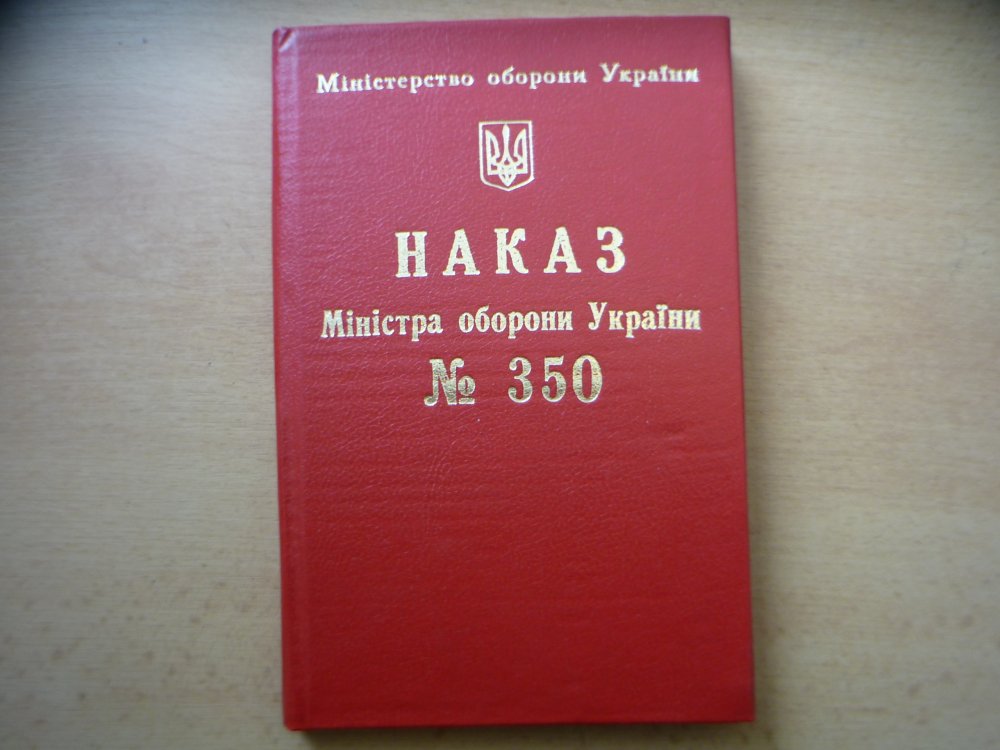 Міністерство оборони України
НАКАЗ
Міністра оборони України
№ 350